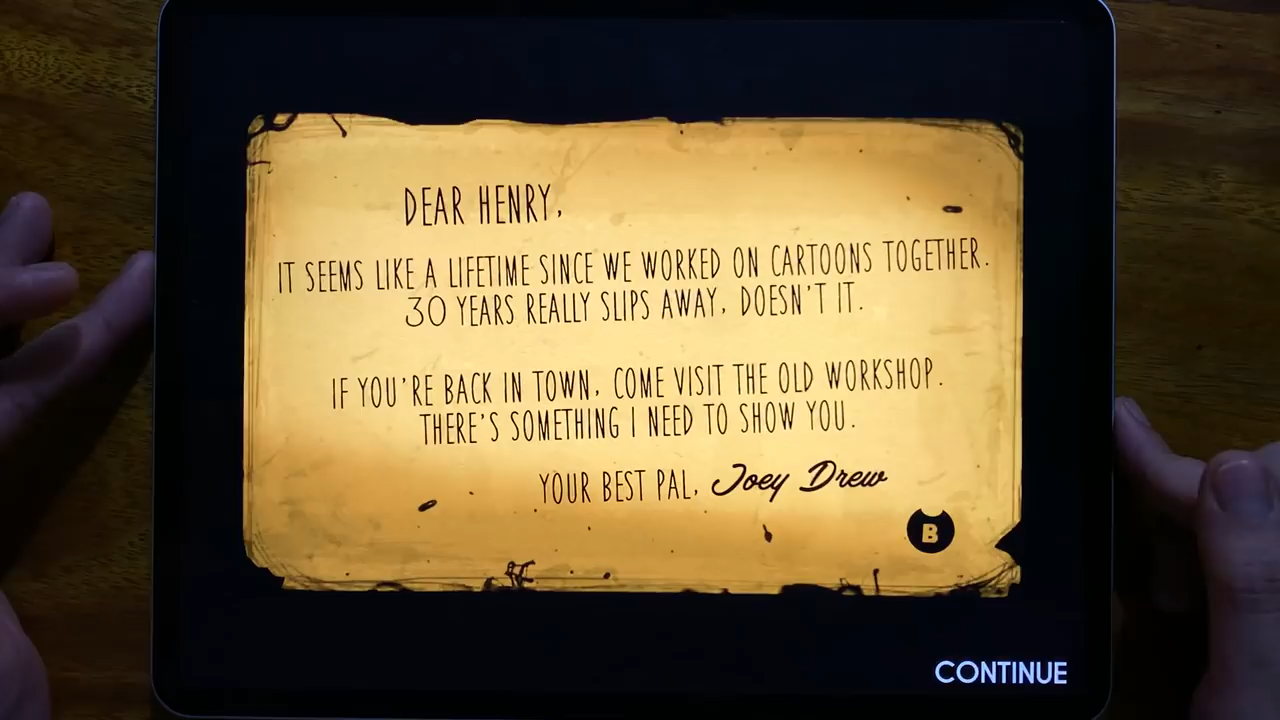 DEAR HENRY,
IT SEEMS LIKE A LIFETIME SINCE WE WORKED ON CARTOONS TOGETHER.
30 YEARS REALLY SLIPS AWAY, DOESN'T IT.
IF YOU'RE BACK IN TOWN, COME VISIT THE OLD WORKSHOP.
THERE'S SOMETHING I NEED TO SHOW YOU.
YOUR BEST PAL, Joey Drew
B
CONTINUE